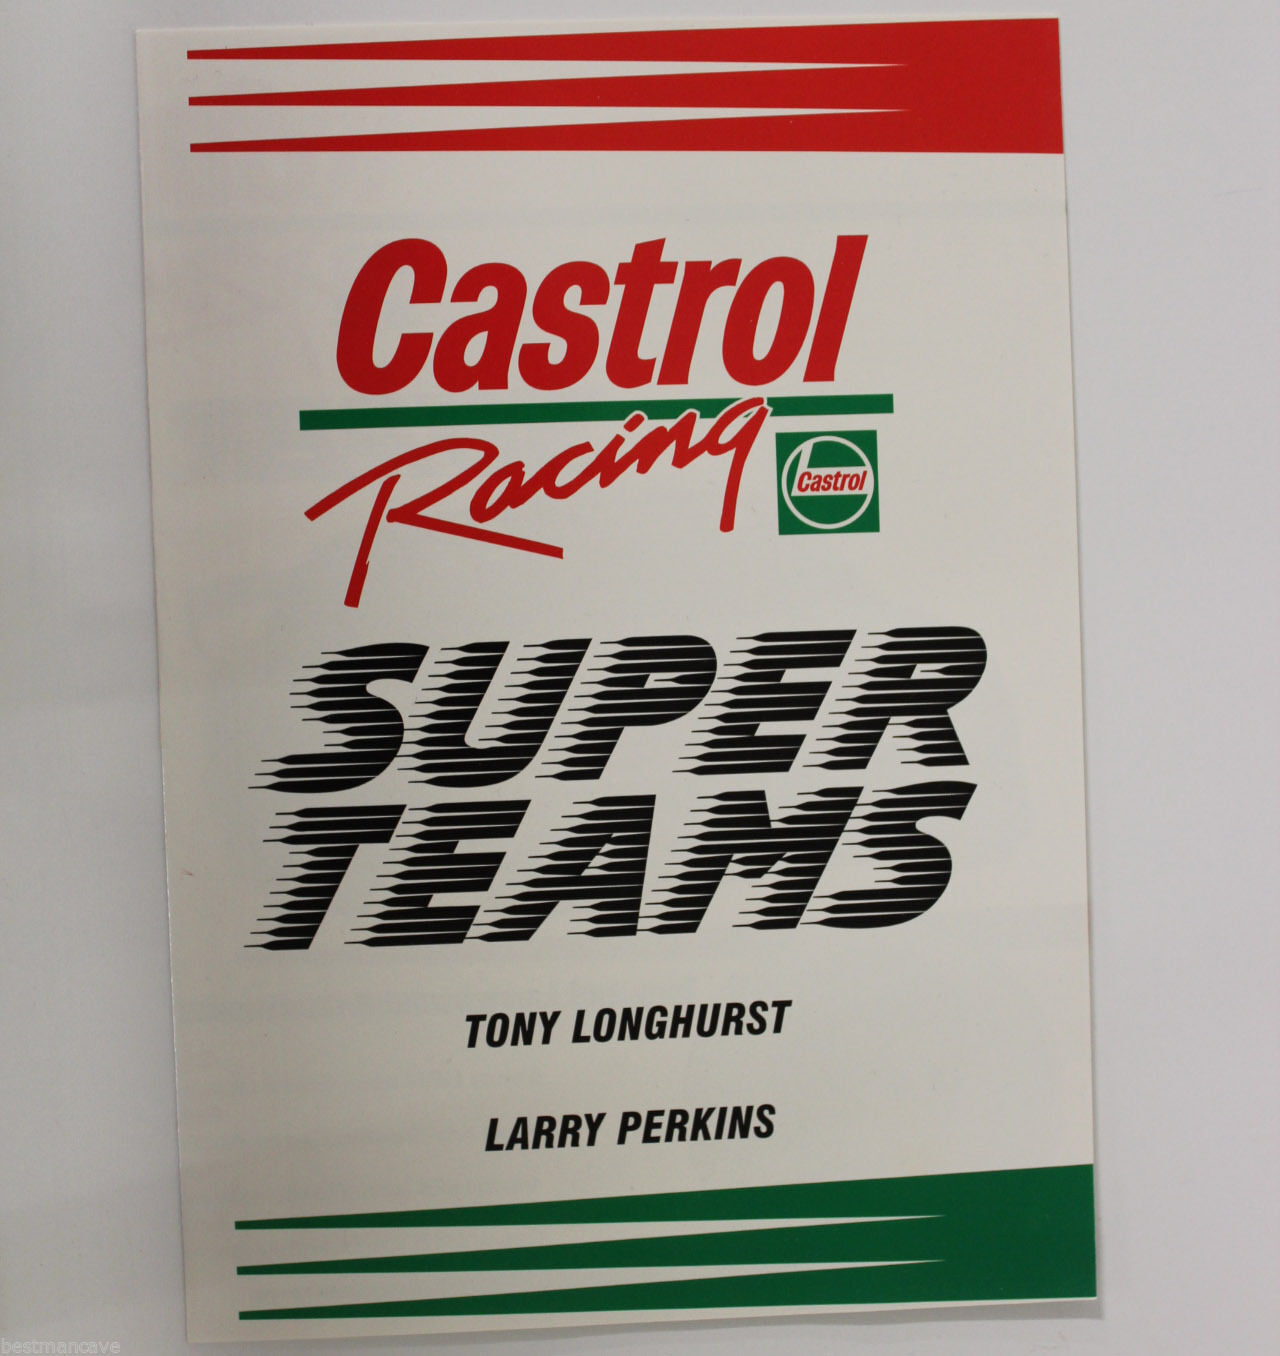 Castrol
Racing
Castrol
SUPER
TEAMS
TONY LONGHURST
LARRY PERKINS
bestmancave